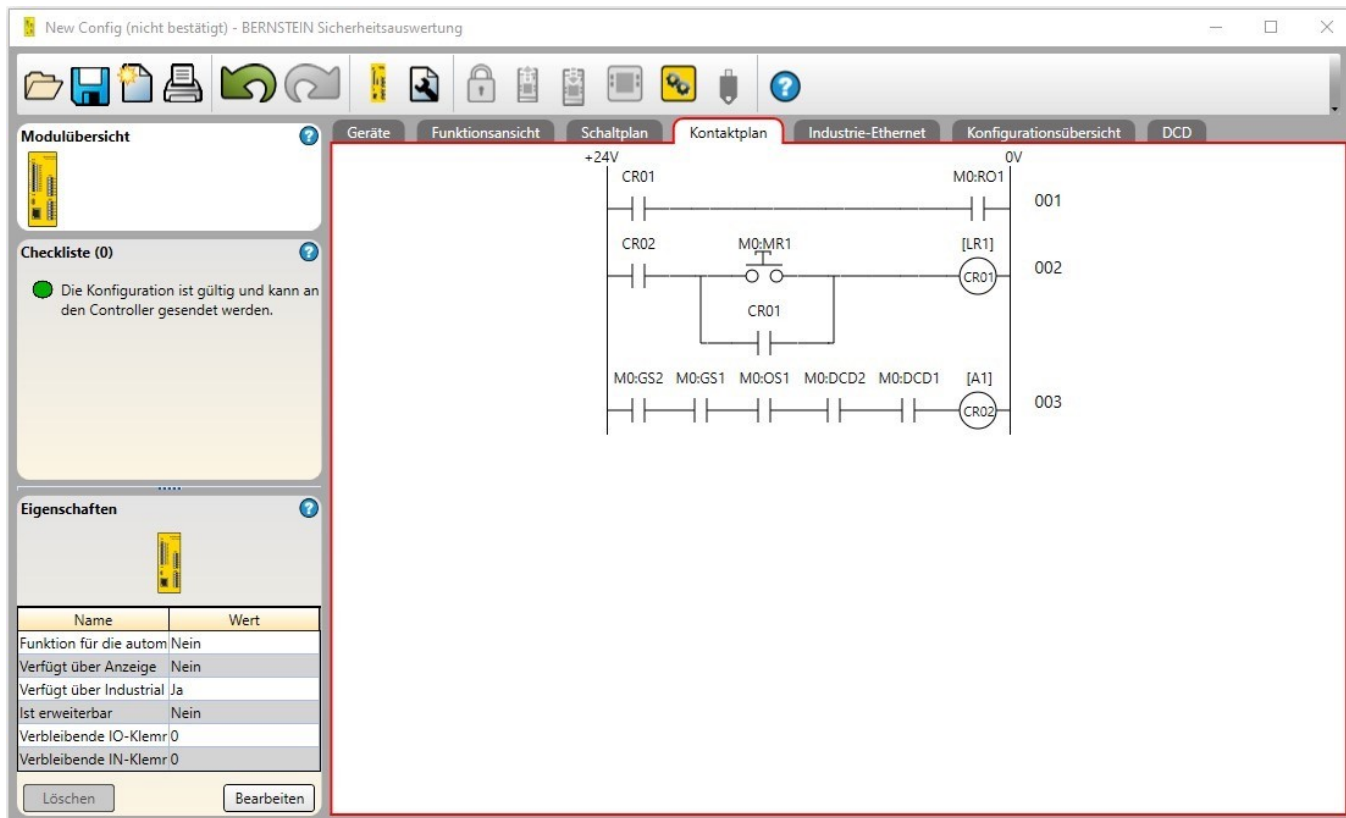 New Config (nicht bestätigt) - BERNSTEIN Sicherheitsauswertung
Modulübersicht
Checkliste (0)
Die Konfiguration ist gültig und kann an
den Controller gesendet werden.
Eigenschaften
Name Wert
Funktion für die autom Nein
Verfügt über Anzeige Nein
Verfügt über Industrial Ja
Ist erweiterbar Nein
Verbleibende IO-Klemr 0
Verbleibende IN-Klemr 0
Löschen Bearbeiten
Geräte Funktionsansicht Schaltplan Kontaktplan Industrie-Ethernet Konfigurationsübersicht DCD
+24V 0V
CR01 M0:RO1
001
CR02 M0:MR1 [LR1]
CR01 002
CR01
M0:GS2 M0:GS1 M0:OS1 M0:DCD2 M0:DCD1 [A1]
CR02 003